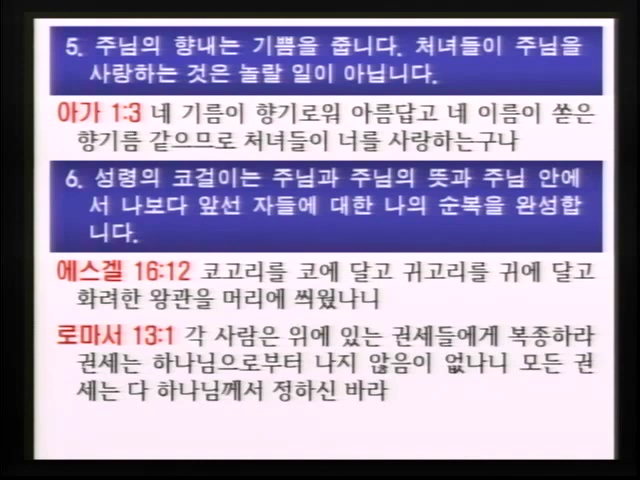 5. 주님의 향내는 기쁨을 줍니다. 처녀들이 주님을
사랑하는 것은 놀랄 일이 아닙니다.
아가 1:3 네 기름이 향기로워 아름답고 네 이름이 쏟은
향기름 같으므로 처녀들이 너를 사랑하는구나
6. 성령의 코걸이는 주님과 주님의 뜻과 주님 안에
서 나보다 앞선 자들에 대한 나의 순복을 완성합
니다.
에스겔 16:12 코고리를 코에 달고 귀고리를 귀에 달고
화려한 왕관을 머리에 씌웠나니
로마서 13:1 각 사람은 위에 있는 권세들에게 복종하라
권세는 하나님으로부터 나지 않음이 없나니 모든 권
세는 다 하나님께서 정하신 바라